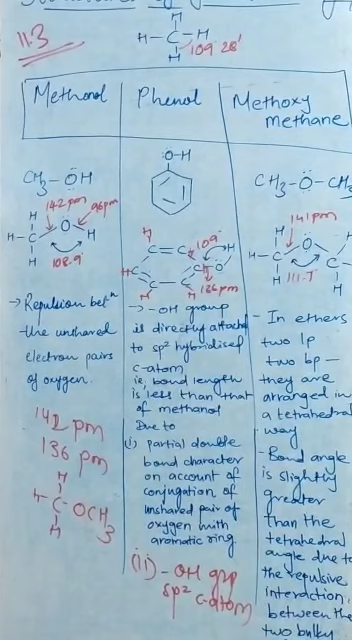 11.3
H
H-C-H
H
109 28'
Methanol
Phenol
Methoxy
methane
CH3-ÖH
142 pm
96pm
H
H-C
O
H
H
108.9°
→ Repulsion betⁿ
the unshared
electron pairs
of oxygen.
142 pm
136 pm
H
H-C-OCH3
H
:Ö-H
H
C=C
109°
H
HC
C-O
C-C
136pm
H
H
→ -OH group
is directly attached
to sp² hybridised
c-atom
ie, bond length
is less than that
of methanol
Due to
(i) partial double
bond character
on account of
conjugation of
unshared pair of
oxygen with
aromatic ring
(ii) -OH grp
sp² c-atom
CH3-Ö-CH3
141pm
H
H-C
O
C-
H
111.7°
- In ethers
two lp
two bp-
they are
arranged in
a tetrahedral
way
- Bond angle
is slightly
greater
than the
tetrahedral
angle due to
the repulsive
interaction,
between the
two bulky